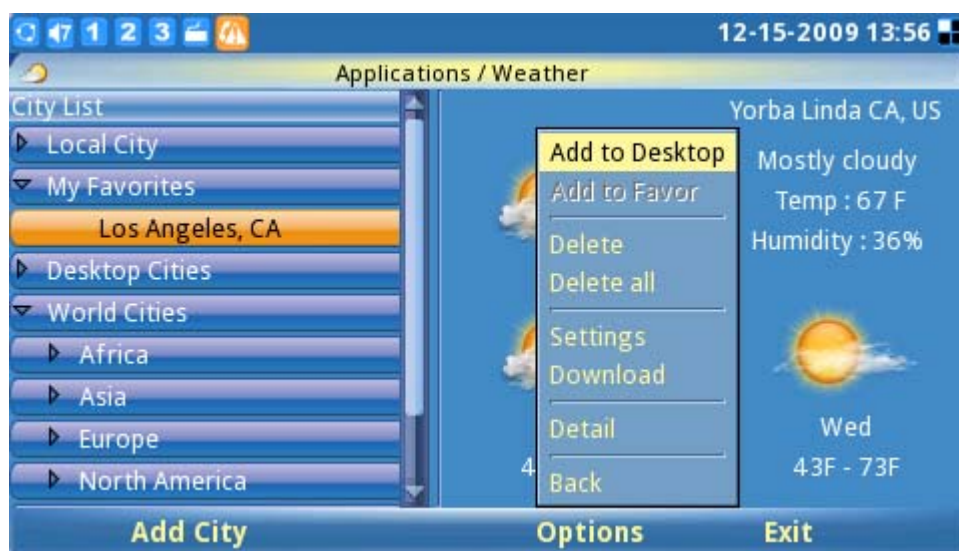 7 1 2 3
12-15-2009 13:56
Applications / Weather
City List
Local City
My Favorites
Los Angeles, CA
Desktop Cities
World Cities
Africa
Asia
Europe
North America
Yorba Linda CA, US
Mostly cloudy
Temp : 67 F
Humidity : 36%
Add to Desktop
Add to Favor
Delete
Delete all
Settings
Download
Detail
Back
4
Wed
43F - 73F
Add City
Options
Exit